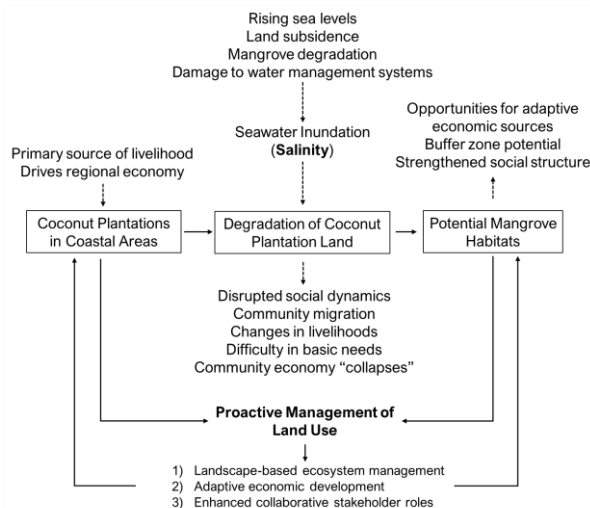 Rising sea levels
Land subsidence
Mangrove degradation
Damage to water management systems
Seawater Inundation
(Salinity)
Opportunities for adaptive
economic sources
Buffer zone potential
Strengthened social structure
Primary source of livelihood
Drives regional economy
Coconut Plantations
in Coastal Areas
Degradation of Coconut
Plantation Land
Potential Mangrove
Habitats
Disrupted social dynamics
Community migration
Changes in livelihoods
Difficulty in basic needs
Community economy “collapses”
Proactive Management of
Land Use
1) Landscape-based ecosystem management
2) Adaptive economic development
3) Enhanced collaborative stakeholder roles